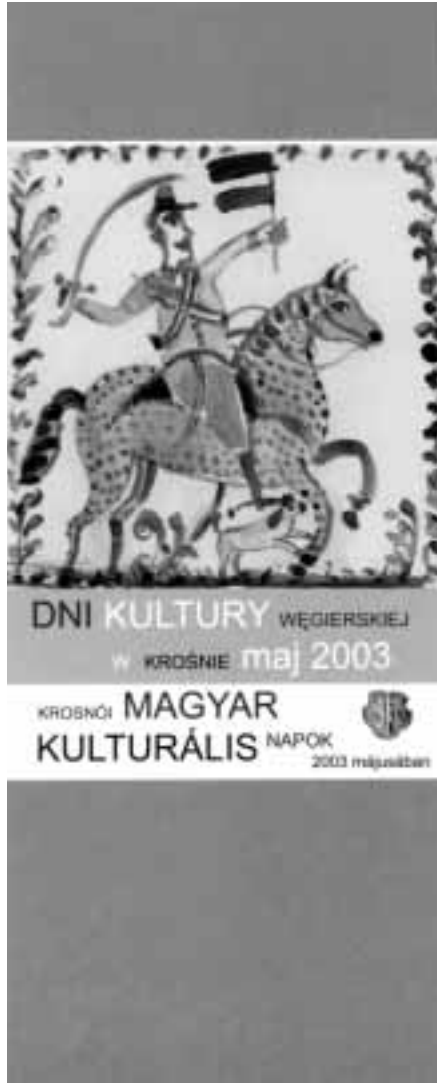 DNI KULTURY WĘGIERSKIEJ
W KROŚNIE maj 2003
KROSNÓI MAGYAR
KULTURÁLIS NAPOK
2003 májusában